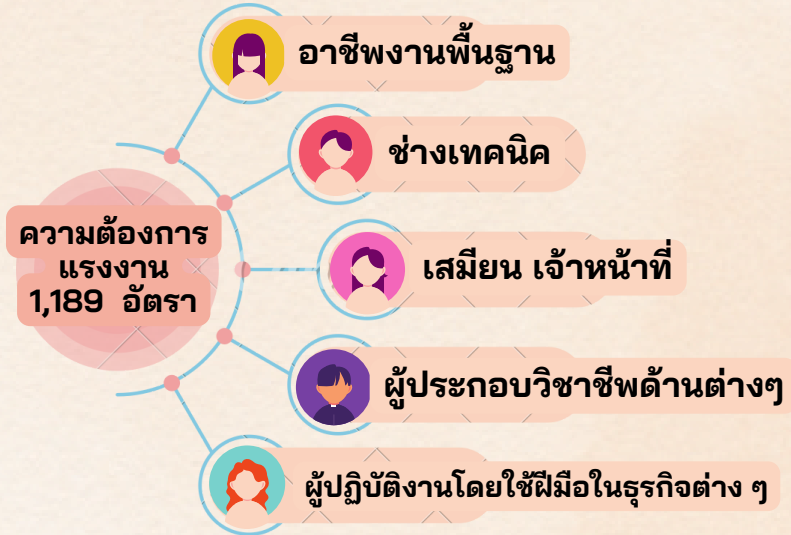 อาชีพงานพื้นฐาน
ช่างเทคนิค
ความต้องการ
แรงงาน
1,189 อัตรา
เสมียน เจ้าหน้าที่
ผู้ประกอบวิชาชีพด้านต่างๆ
ผู้ปฏิบัติงานโดยใช้ฝีมือในธุรกิจต่าง ๆ